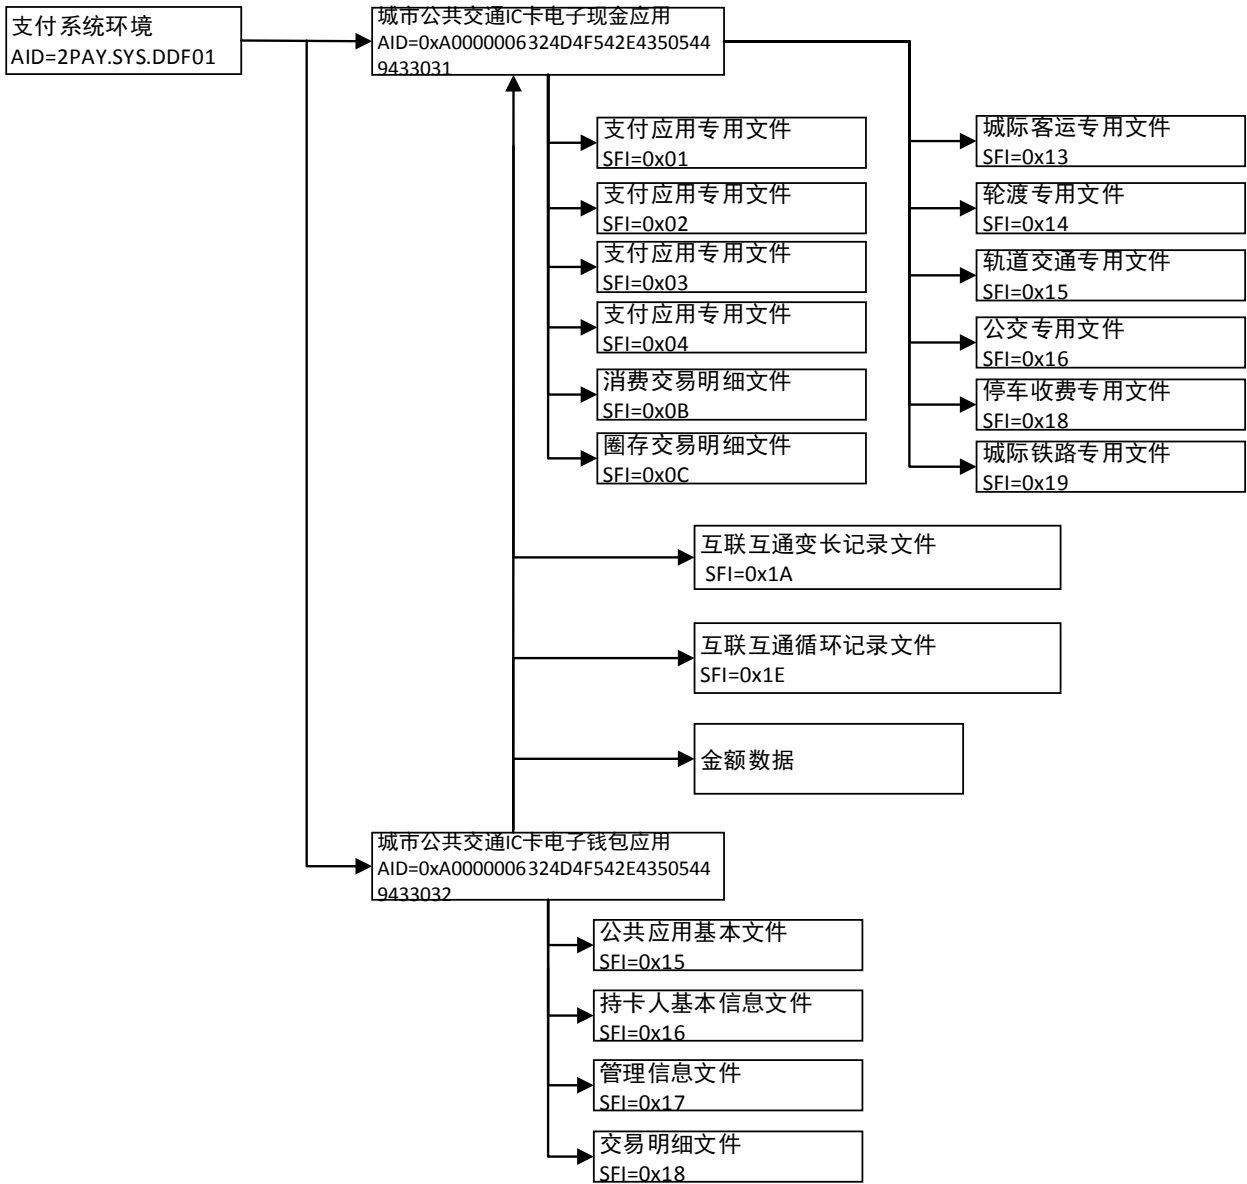 支付系统环境
AID=2PAY.SYS.DDF01
城市公共交通IC卡电子现金应用
AID=0xA0000006324D4F542E4350544
9433031
支付应用专用文件
SFI=0x01
支付应用专用文件
SFI=0x02
支付应用专用文件
SFI=0x03
支付应用专用文件
SFI=0x04
消费交易明细文件
SFI=0x0B
圈存交易明细文件
SFI=0x0C
城际客运专用文件
SFI=0x13
轮渡专用文件
SFI=0x14
轨道交通专用文件
SFI=0x15
公交专用文件
SFI=0x16
停车收费专用文件
SFI=0x18
城际铁路专用文件
SFI=0x19
互联互通变长记录文件
SFI=0x1A
互联互通循环记录文件
SFI=0x1E
金额数据
城市公共交通IC卡电子钱包应用
AID=0xA0000006324D4F542E4350544
9433032
公共应用基本文件
SFI=0x15
持卡人基本信息文件
SFI=0x16
管理信息文件
SFI=0x17
交易明细文件
SFI=0x18